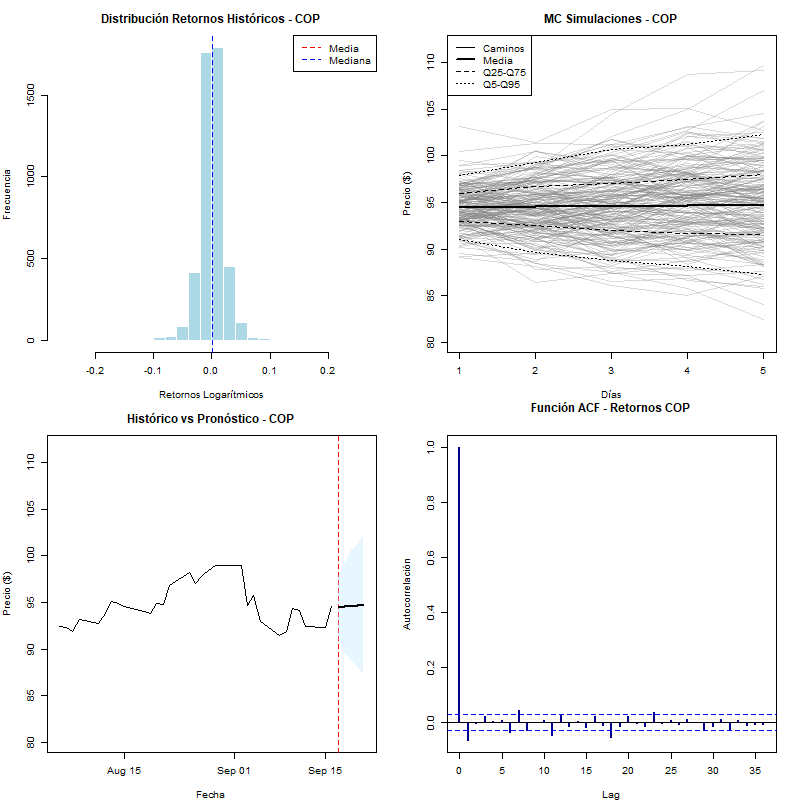 Distribución Retornos Históricos - COP
Media
Mediana
Frecuencia
1500
1000
500
0
-0.2
-0.1
0.0
0.1
0.2
Retornos Logarítmicos
MC Simulaciones - COP
Caminos
Media
Q25-Q75
Q5-Q95
Precio ($)
110
105
100
95
90
85
80
1
2
3
4
5
Días
Histórico vs Pronóstico - COP
Precio ($)
110
105
100
95
90
85
80
Aug 15
Sep 01
Sep 15
Fecha
Función ACF - Retornos COP
Autocorrelación
1.0
0.8
0.6
0.4
0.2
0.0
0
5
10
15
20
25
30
35
Lag